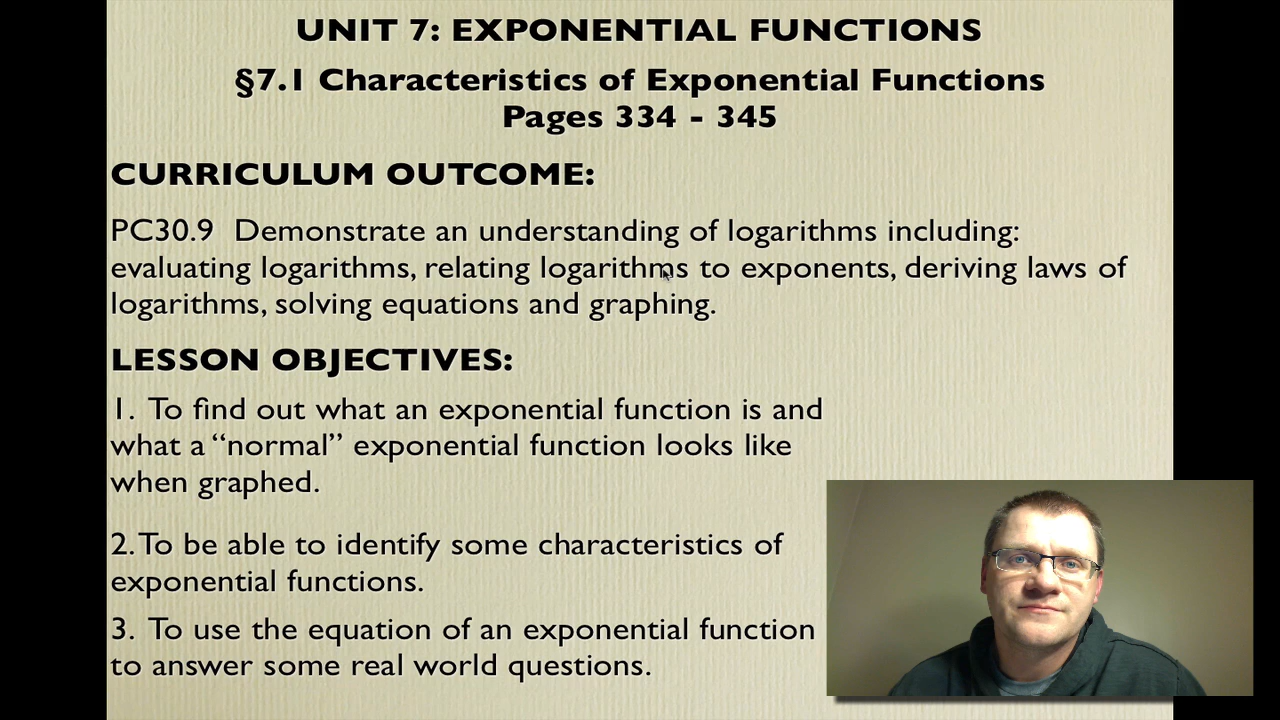 UNIT 7: EXPONENTIAL FUNCTIONS
§7.1 Characteristics of Exponential Functions
Pages 334 - 345
CURRICULUM OUTCOME:
PC30.9 Demonstrate an understanding of logarithms including:
evaluating logarithms, relating logarithms to exponents, deriving laws of
logarithms, solving equations and graphing.
LESSON OBJECTIVES:
1. To find out what an exponential function is and
what a “normal” exponential function looks like
when graphed.
2. To be able to identify some characteristics of
exponential functions.
3. To use the equation of an exponential function
to answer some real world questions.